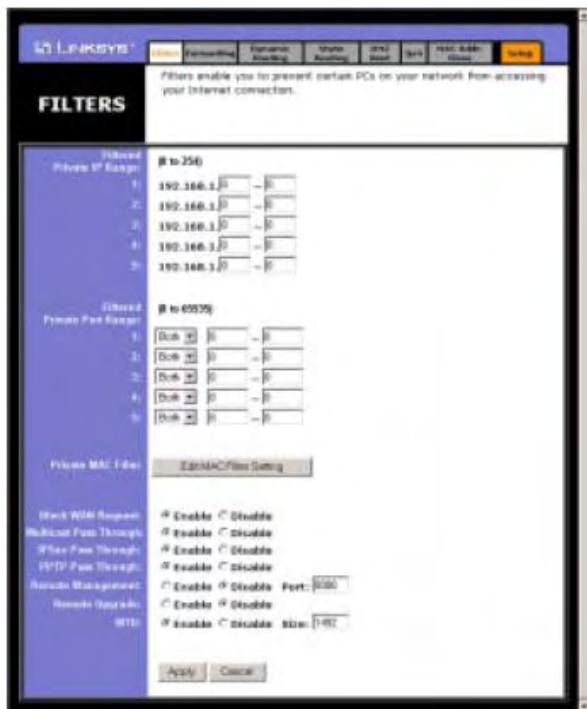 LINKSYS
Filters Forwarding Dynamic Routing Static Routing DMZ Host MAC Addr. Clone Setup
FILTERS
Filters enable you to prevent certain PCs on your network from accessing
your Internet connection.
Filtered
Private IP Range:
(0 to 254)
1: 192.168.1.0 ~ 0
2: 192.168.1.0 ~ 0
3: 192.168.1.0 ~ 0
4: 192.168.1.0 ~ 0
5: 192.168.1.0 ~ 0
Filtered
Private Port Range:
(0 to 65535)
1: Both 0 ~ 0
2: Both 0 ~ 0
3: Both 0 ~ 0
4: Both 0 ~ 0
5: Both 0 ~ 0
Private MAC Filter: Edit MAC Filter Setting
Block WAN Request: Enable Disable
Multicast Pass Through: Enable Disable
IPSec Pass Through: Enable Disable
PPTP Pass Through: Enable Disable
Remote Management: Enable Disable Port: 8080
Remote Upgrade: Enable Disable
MTU: Enable Disable Size: 1492
Apply Cancel